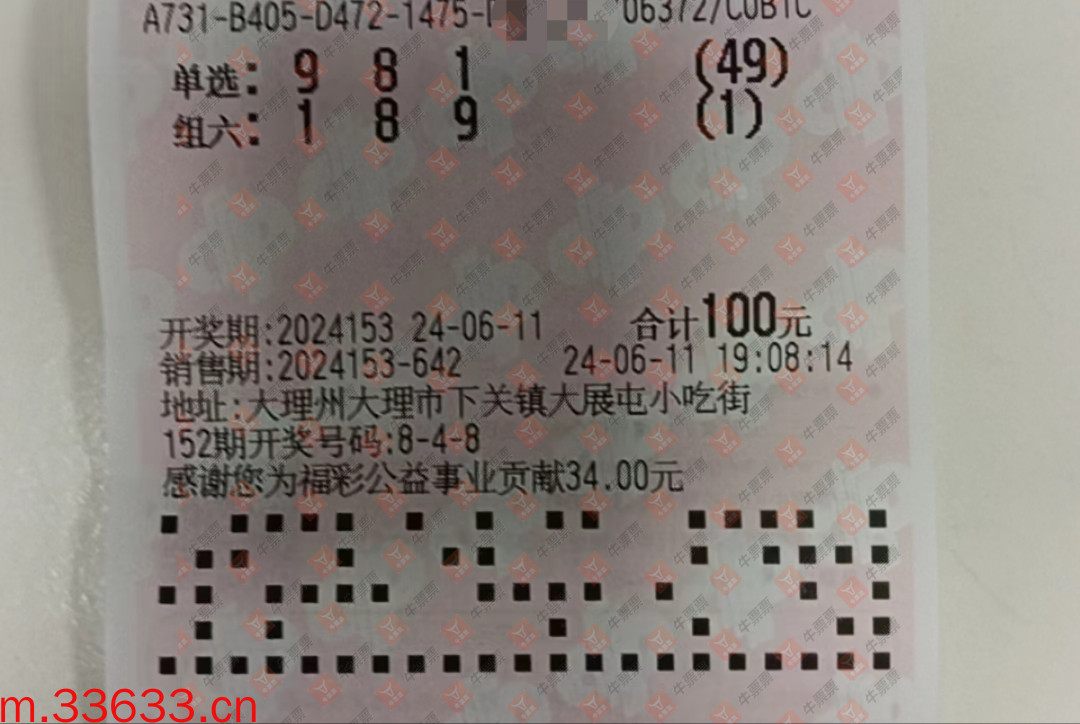 A731-B405-D472-1475- 06372/C0B1C
单选: 9 8 1 (49)
组六: 1 8 9 (1)
开奖期:2024153 24-06-11 合计100元
销售期:2024153-642 24-06-11 19:08:14
地址:大理州大理市下关镇大展屯小吃街
152期开奖号码:8-4-8
感谢您为福彩公益事业贡献34.00元
牛票票
m.33633.cn